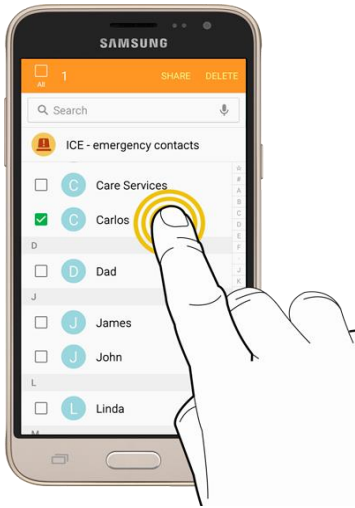 SAMSUNG
All 1 SHARE DELETE
Search
ICE - emergency contacts
C Care Services
C Carlos
D
D Dad
J
J James
J John
L
L Linda
#
A
B
C
D
E
F
J
K